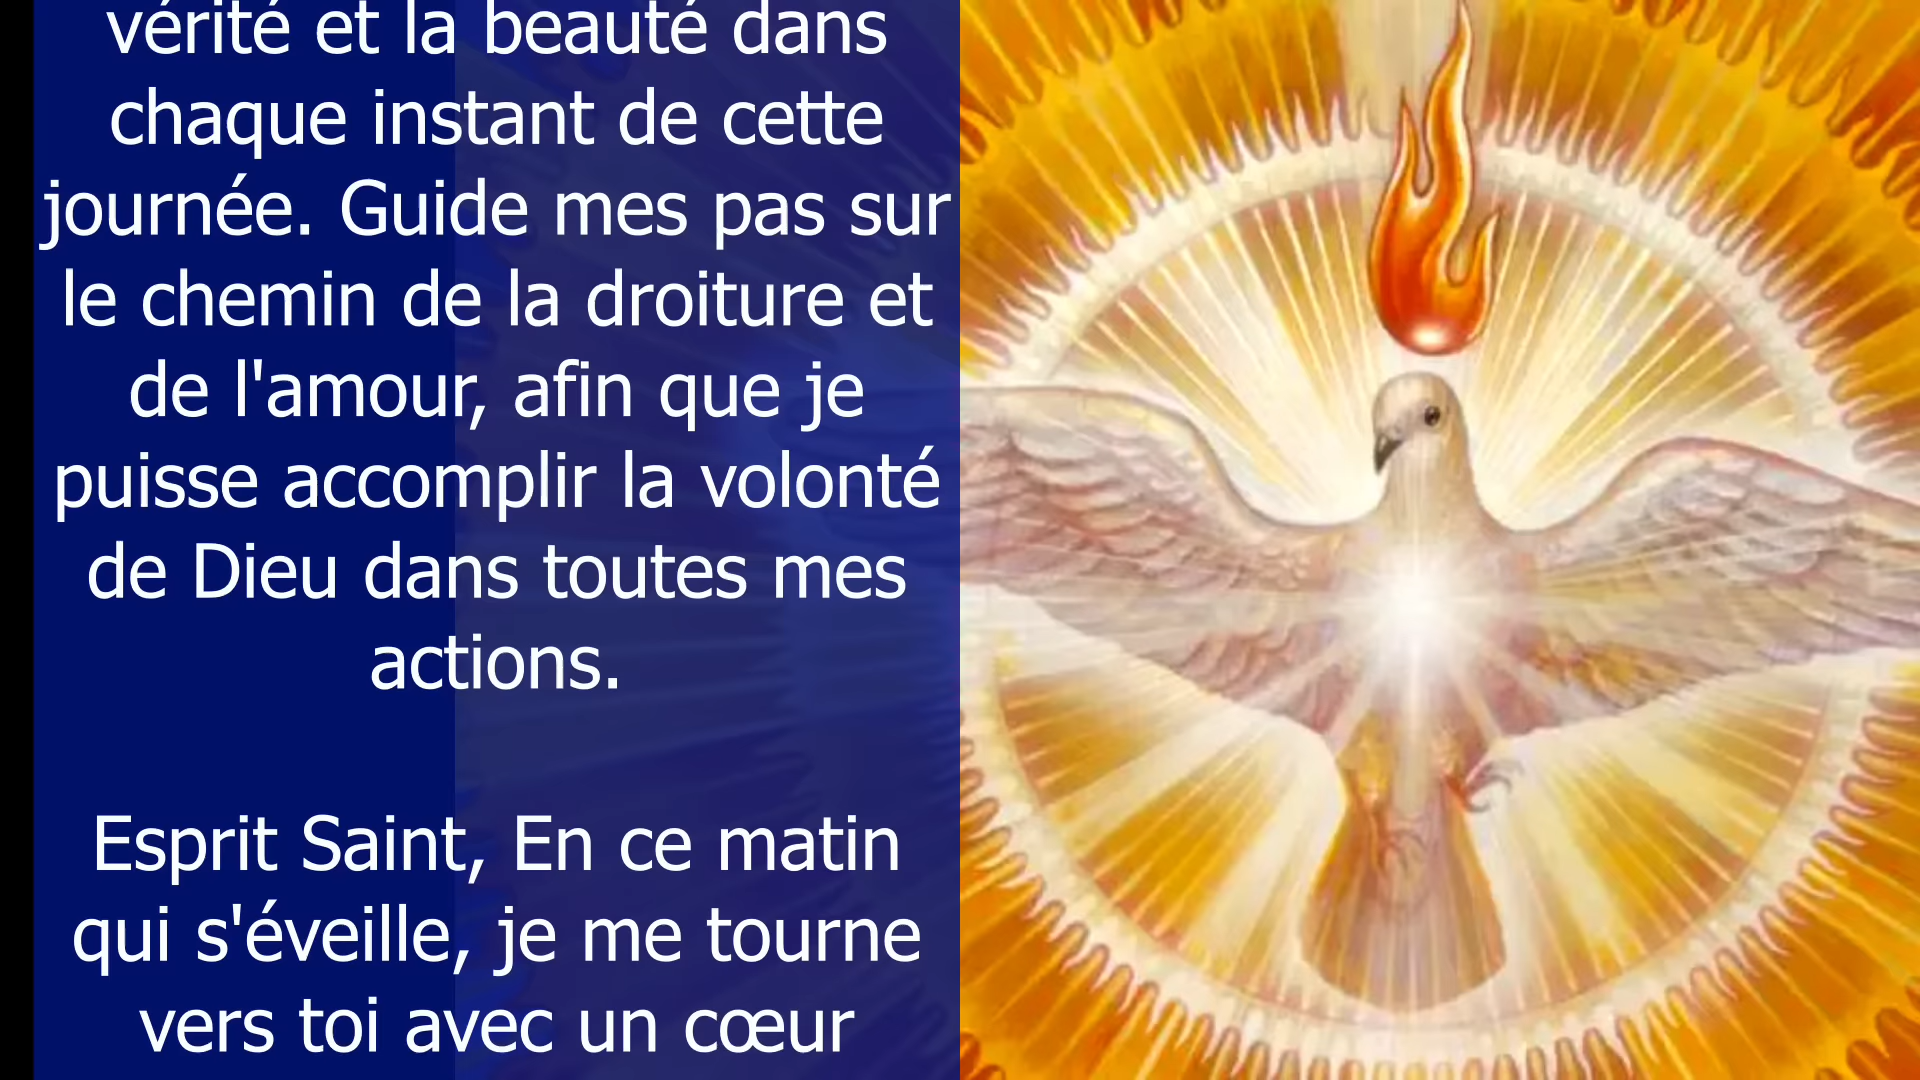 vérité et la beauté dans
chaque instant de cette
journée. Guide mes pas sur
le chemin de la droiture et
de l'amour, afin que je
puisse accomplir la volonté
de Dieu dans toutes mes
actions.
Esprit Saint, En ce matin
qui s'éveille, je me tourne
vers toi avec un cœur